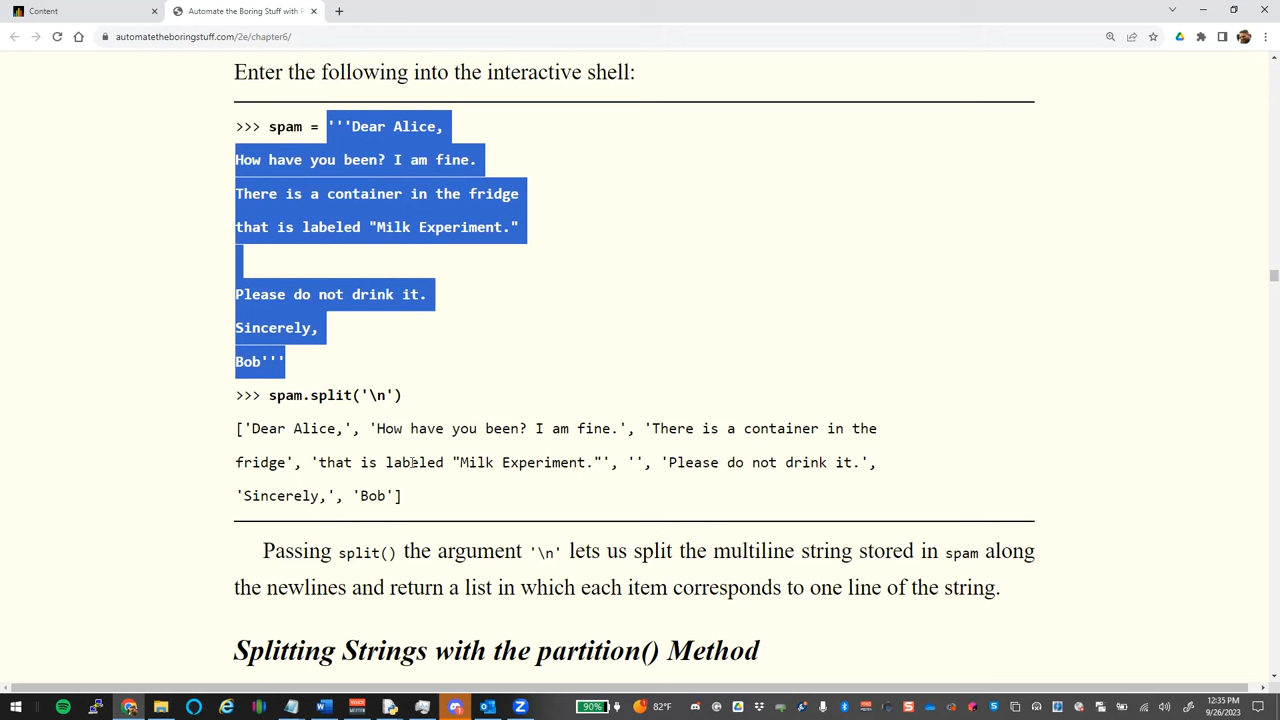 Content
Automate the Boring Stuff with P
automatetheboringstuff.com/2e/chapter6/
Enter the following into the interactive shell:
>>> spam = '''Dear Alice,
How have you been? I am fine.
There is a container in the fridge
that is labeled "Milk Experiment."
Please do not drink it.
Sincerely,
Bob'''
>>> spam.split('\n')
['Dear Alice,', 'How have you been? I am fine.', 'There is a container in the
fridge', 'that is labeled "Milk Experiment."', '', 'Please do not drink it.',
'Sincerely,', 'Bob']
Passing split() the argument '\n' lets us split the multiline string stored in spam along
the newlines and return a list in which each item corresponds to one line of the string.
Splitting Strings with the partition() Method
90%
82°F
12:35 PM
9/26/2023